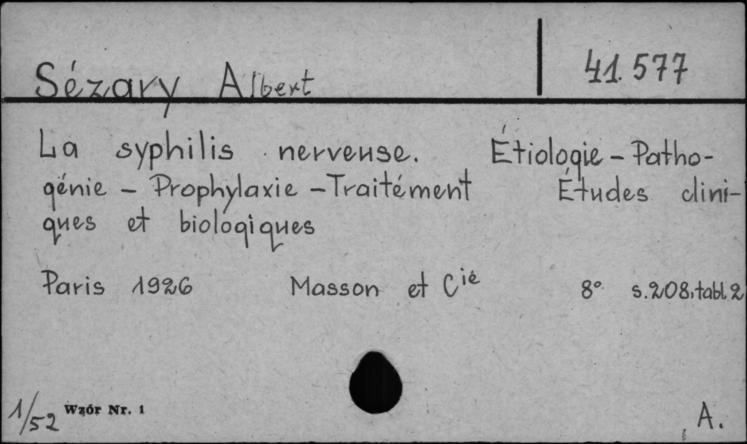 Sézary Albert 41.577
La syphilis nerveuse. Étiologie - Patho-
génie - Prophylaxie - Traitément Études clini-
ques et biologiques
Paris 1926 Masson et Cie 8° s.208, tabl. 2
1/52 Wzór Nr. 1 A.